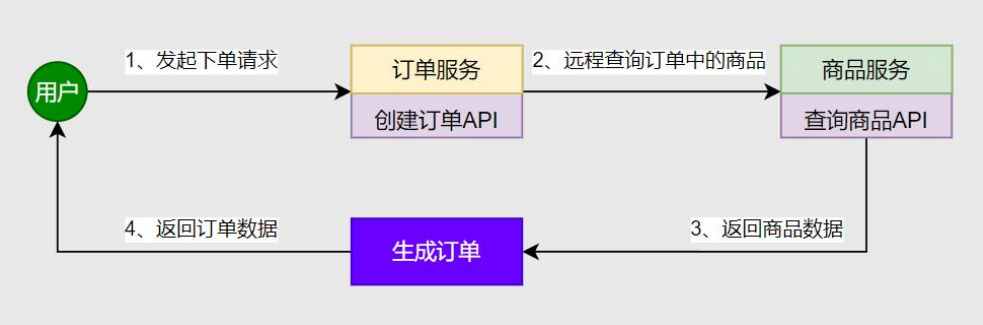 1、发起下单请求
订单服务
2、远程查询订单中的商品
商品服务
用户
创建订单API
查询商品API
4、返回订单数据
3、返回商品数据
生成订单